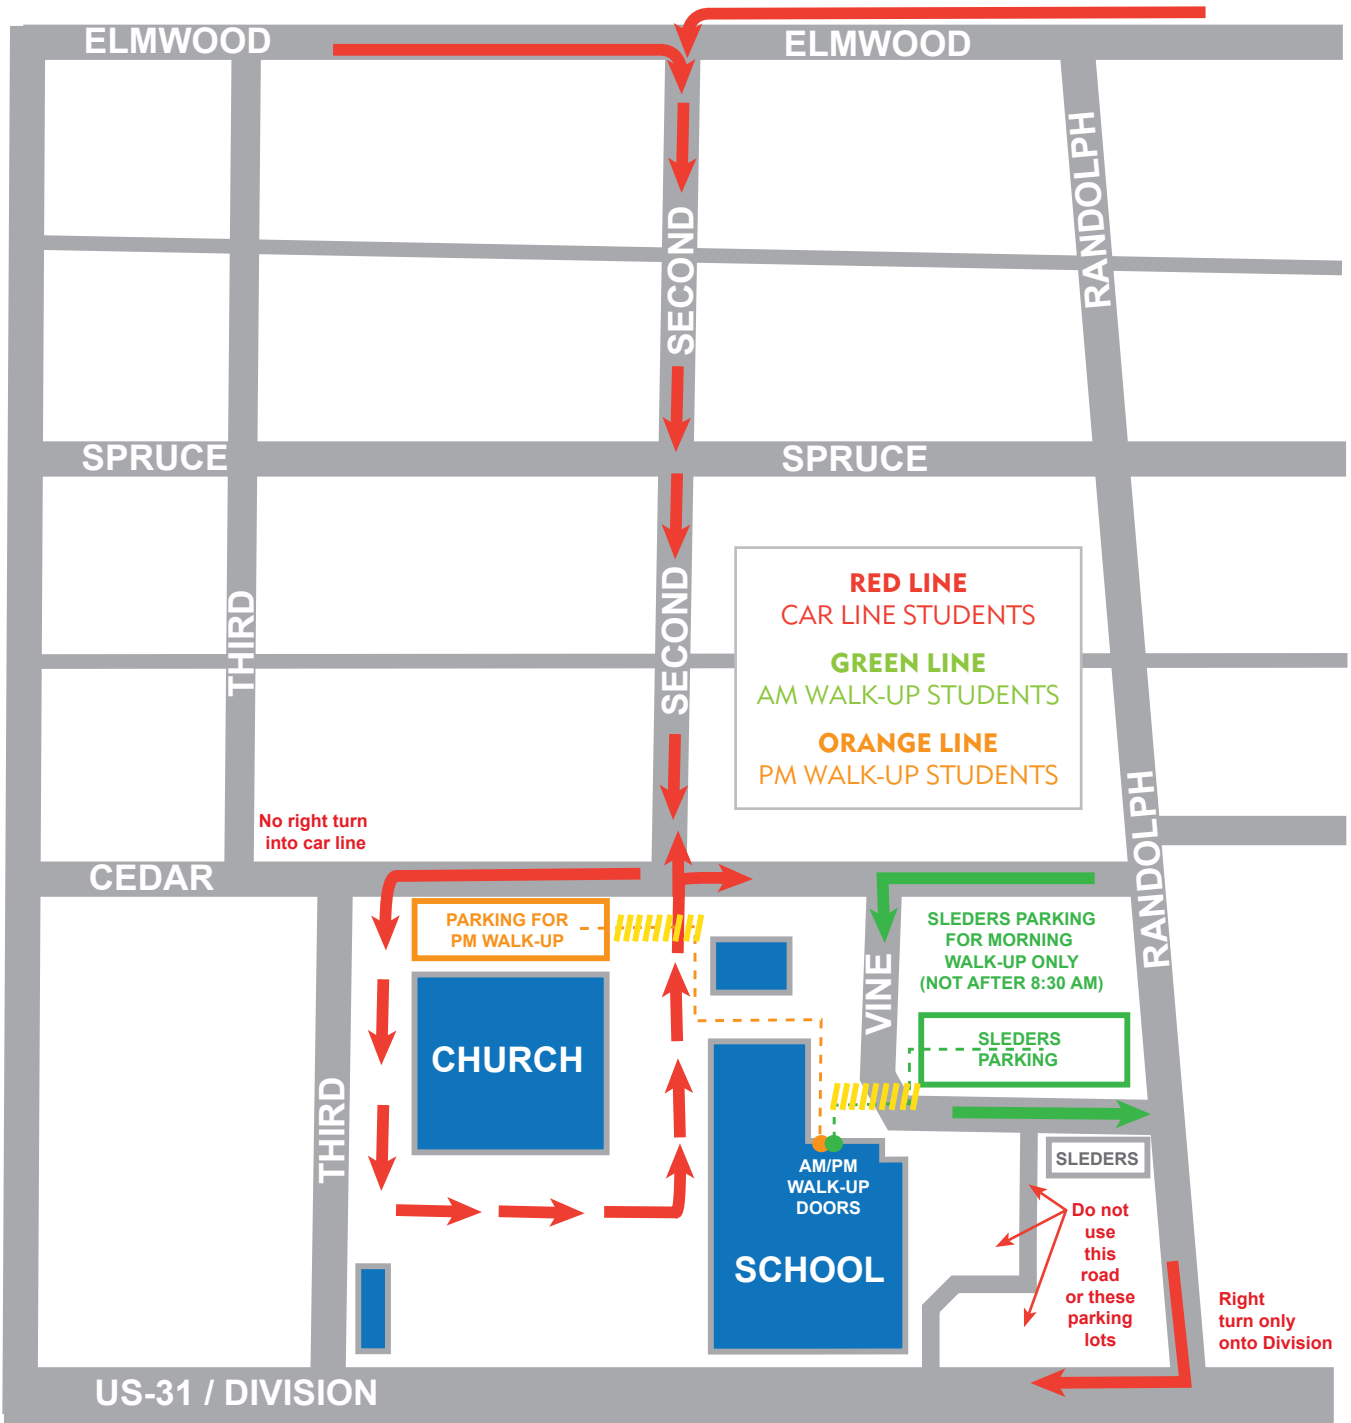 ELMWOOD
ELMWOOD
RANDOLPH
SECOND
SPRUCE
SPRUCE
THIRD
SECOND
RED LINE
CAR LINE STUDENTS
GREEN LINE
AM WALK-UP STUDENTS
ORANGE LINE
PM WALK-UP STUDENTS
RANDOLPH
No right turn
into car line
CEDAR
PARKING FOR
PM WALK-UP
SLEDERS PARKING
FOR MORNING
WALK-UP ONLY
(NOT AFTER 8:30 AM)
VINE
SLEDERS
PARKING
CHURCH
THIRD
AM/PM
WALK-UP
DOORS
SCHOOL
SLEDERS
Do not
use
this
road
or these
parking
lots
Right
turn only
onto Division
US-31 / DIVISION